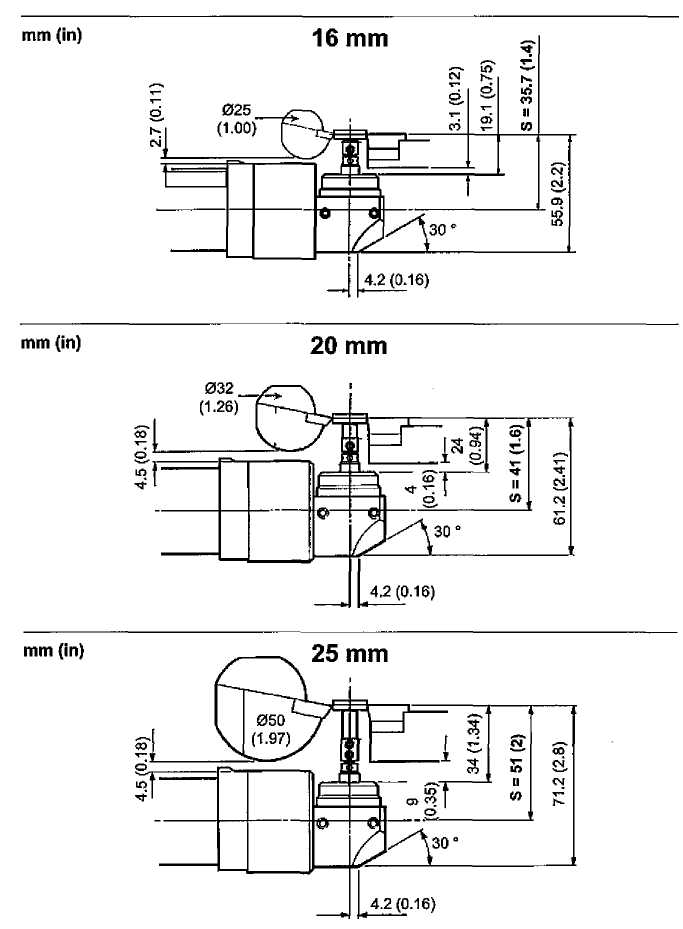 mm (in)
16 mm
2.7 (0.11)
Ø25
(1.00)
3.1 (0.12)
19.1 (0.75)
S = 35.7 (1.4)
55.9 (2.2)
30 °
4.2 (0.16)
mm (in)
20 mm
4.5 (0.18)
Ø32
(1.26)
24
(0.94)
4
(0.16)
S = 41 (1.6)
61.2 (2.41)
30 °
4.2 (0.16)
mm (in)
25 mm
4.5 (0.18)
Ø50
(1.97)
34 (1.34)
9
(0.35)
S = 51 (2)
71.2 (2.8)
30 °
4.2 (0.16)